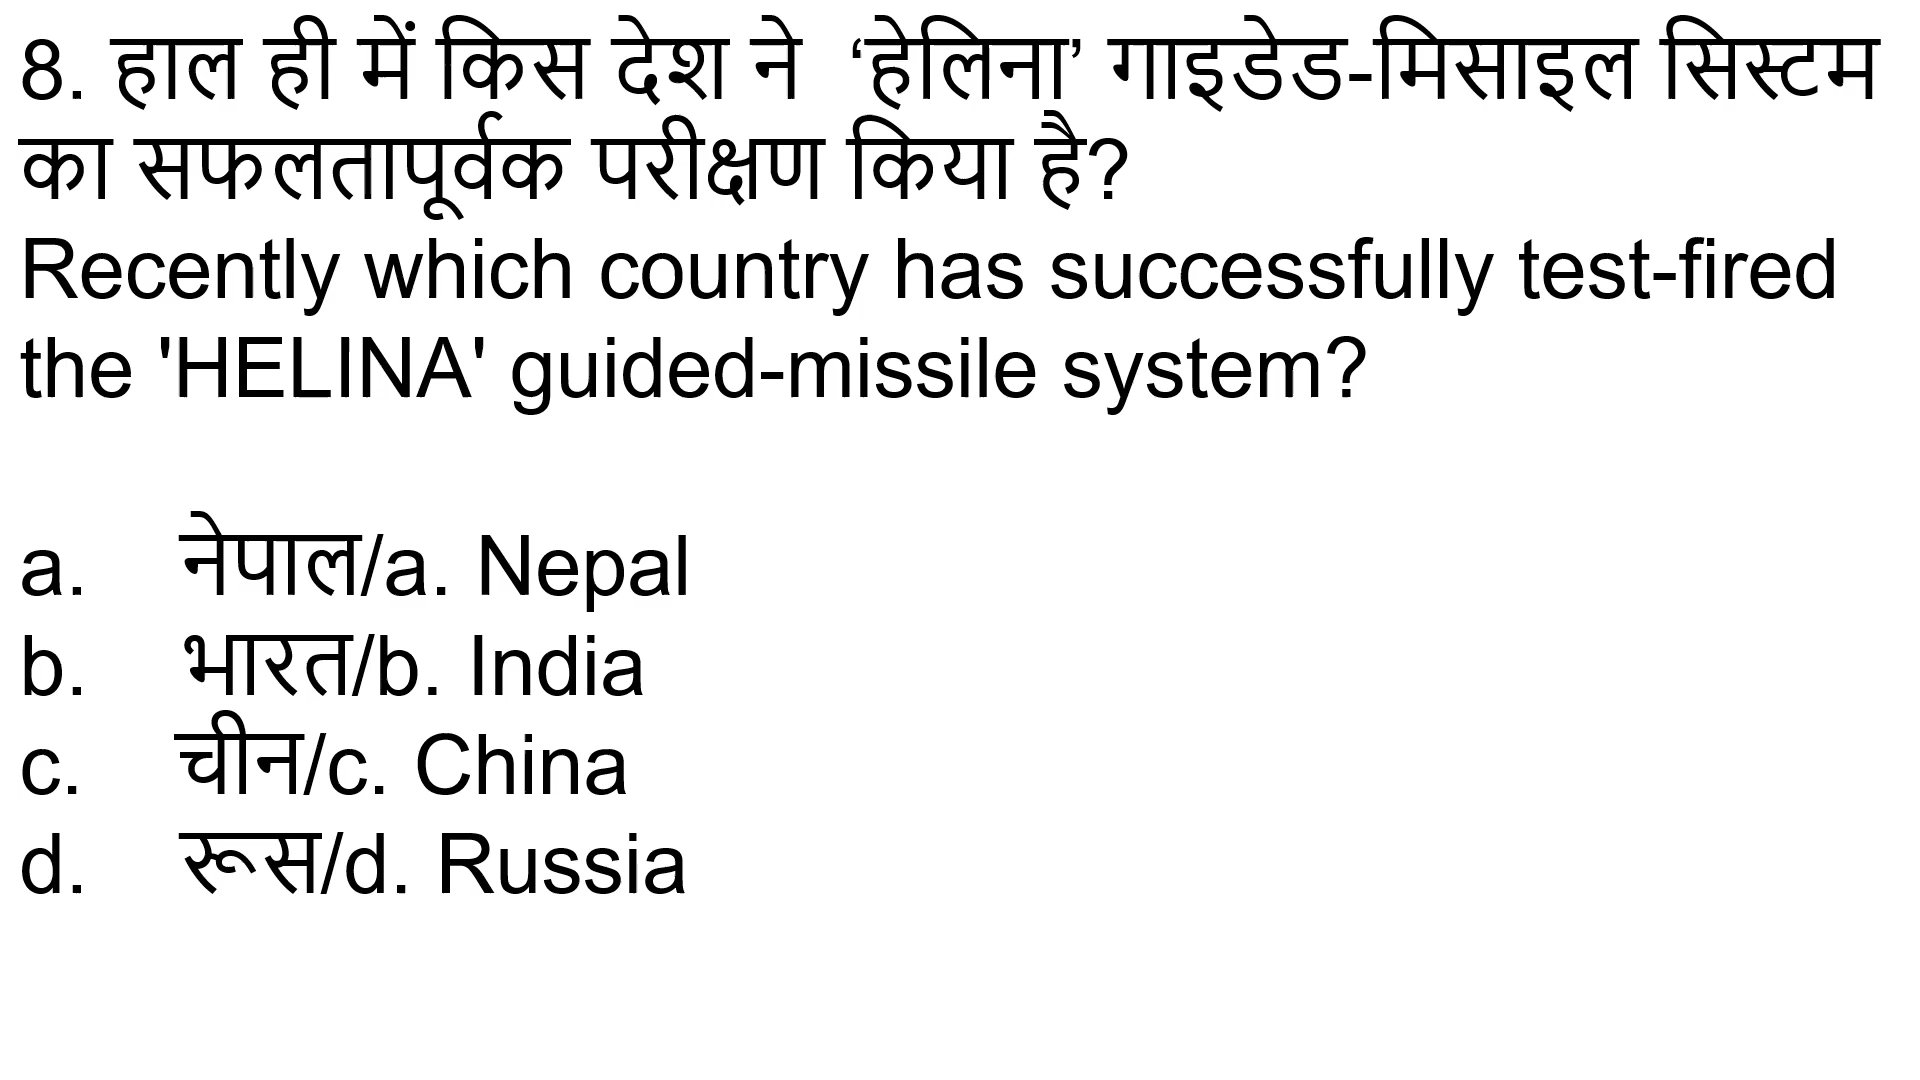 8. हाल ही में किस देश ने  ‘हेलिना’ गाइडेड-मिसाइल सिस्टम
का सफलतापूर्वक परीक्षण किया है?
Recently which country has successfully test-fired
the 'HELINA' guided-missile system?
a. नेपाल/a. Nepal
b. भारत/b. India
c. चीन/c. China
d. रूस/d. Russia